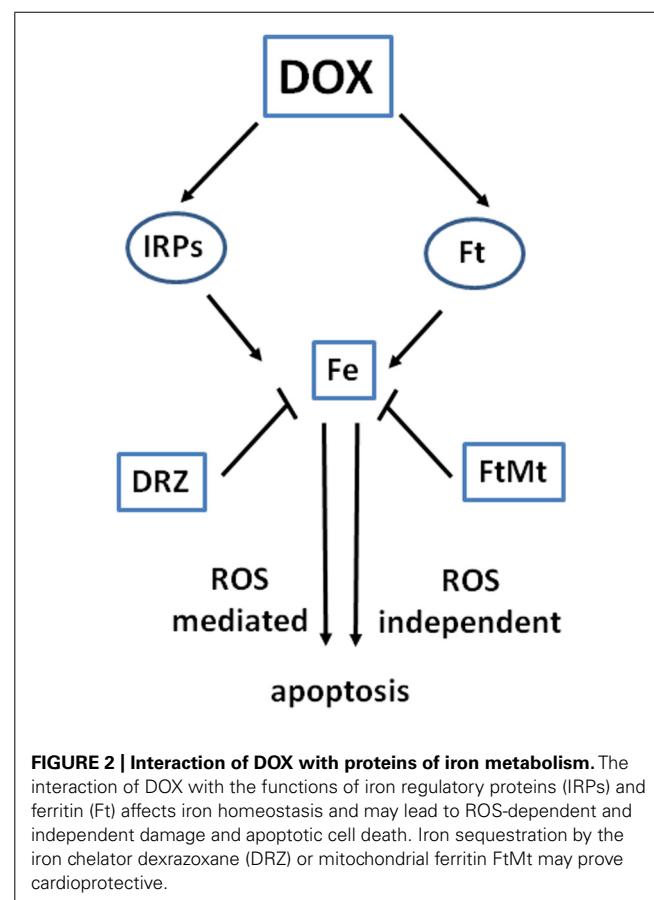 DOX
IRPs
Ft
Fe
DRZ
FtMt
ROS
mediated
ROS
independent
apoptosis
FIGURE 2 | Interaction of DOX with proteins of iron metabolism. The
interaction of DOX with the functions of iron regulatory proteins (IRPs) and
ferritin (Ft) affects iron homeostasis and may lead to ROS-dependent and
independent damage and apoptotic cell death. Iron sequestration by the
iron chelator dexrazoxane (DRZ) or mitochondrial ferritin FtMt may prove
cardioprotective.